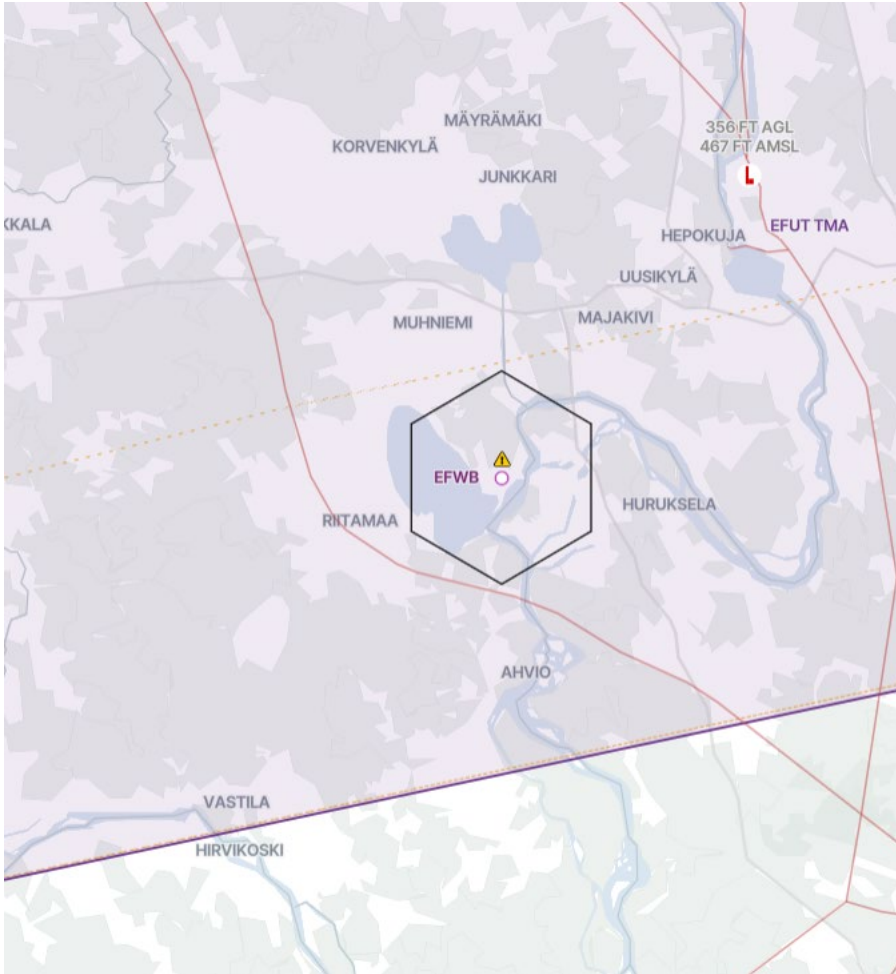 MÄYRÄMÄKI
356 FT AGL
467 FT AMSL
KORVENKYLÄ
JUNKKARI
L
KKALA
HEPOKUJA
EFUT TMA
UUSIKYLÄ
MUHNIEMI
MAJAKIVI
EFWB
!
RIITAMAA
HURUKSELA
AHVIO
VASTILA
HIRVIKOSKI